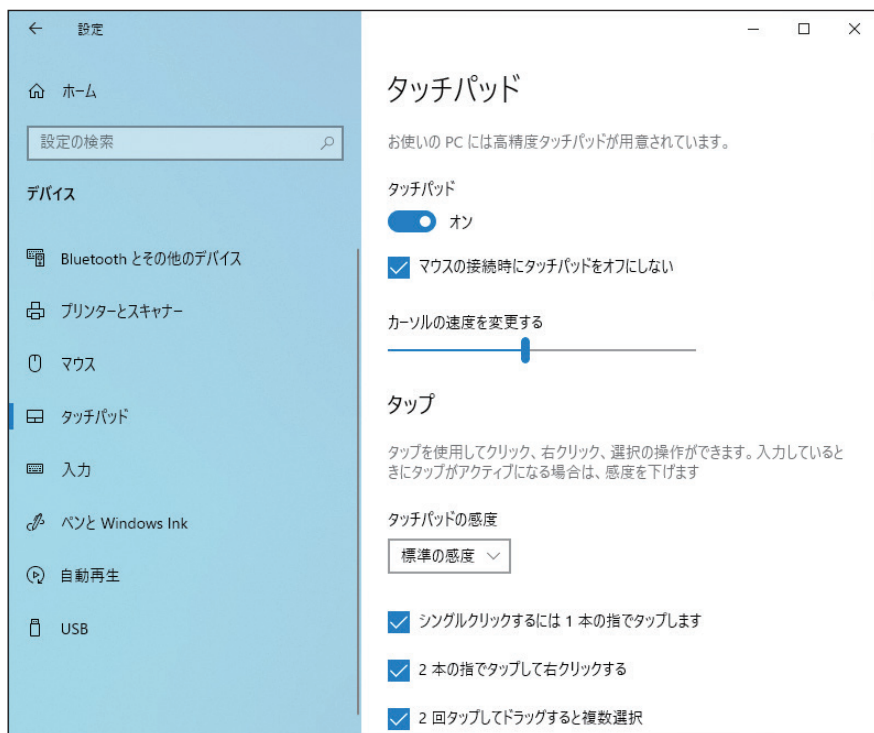 設定
ホーム
設定の検索
デバイス
Bluetooth とその他のデバイス
プリンターとスキャナー
マウス
タッチパッド
入力
ペンと Windows Ink
自動再生
USB
タッチパッド
お使いの PC には高精度タッチパッドが用意されています。
タッチパッド
オン
マウスの接続時にタッチパッドをオフにしない
カーソルの速度を変更する
タップ
タップを使用してクリック、右クリック、選択の操作ができます。入力していると
きにタップがアクティブになる場合は、感度を下げます
タッチパッドの感度
標準の感度
シングルクリックするには 1 本の指でタップします
2 本の指でタップして右クリックする
2 回タップしてドラッグすると複数選択